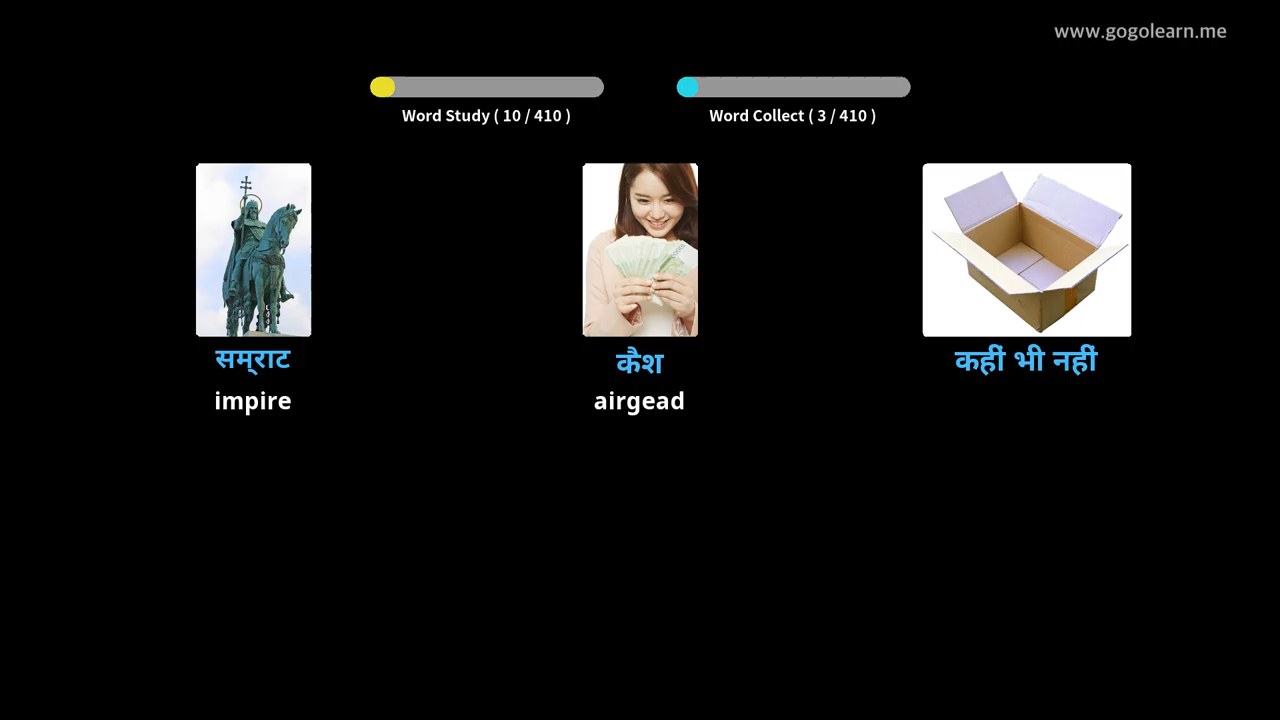 www.gogolearn.me
Word Study ( 10 / 410 )
Word Collect ( 3 / 410 )
सम्राट
impire
कैश
airgead
कहीं भी नहीं